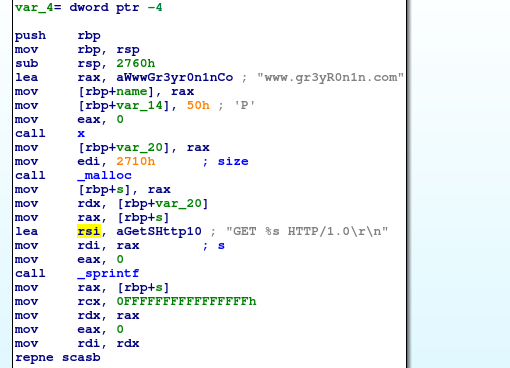 var_4= dword ptr -4
push rbp
mov rbp, rsp
sub rsp, 2760h
lea rax, aWwwGr3yr0n1nCo ; "www.gr3yR0n1n.com"
mov [rbp+name], rax
mov [rbp+var_14], 50h ; 'P'
mov eax, 0
call x
mov [rbp+var_20], rax
mov edi, 2710h ; size
call _malloc
mov [rbp+s], rax
mov rdx, [rbp+var_20]
mov rax, [rbp+s]
lea rsi, aGetSHttp10 ; "GET %s HTTP/1.0\r\n"
mov rdi, rax ; s
mov eax, 0
call _sprintf
mov rax, [rbp+s]
mov rcx, 0FFFFFFFFFFFFFFFFh
mov rdx, rax
mov eax, 0
mov rdi, rdx
repne scasb